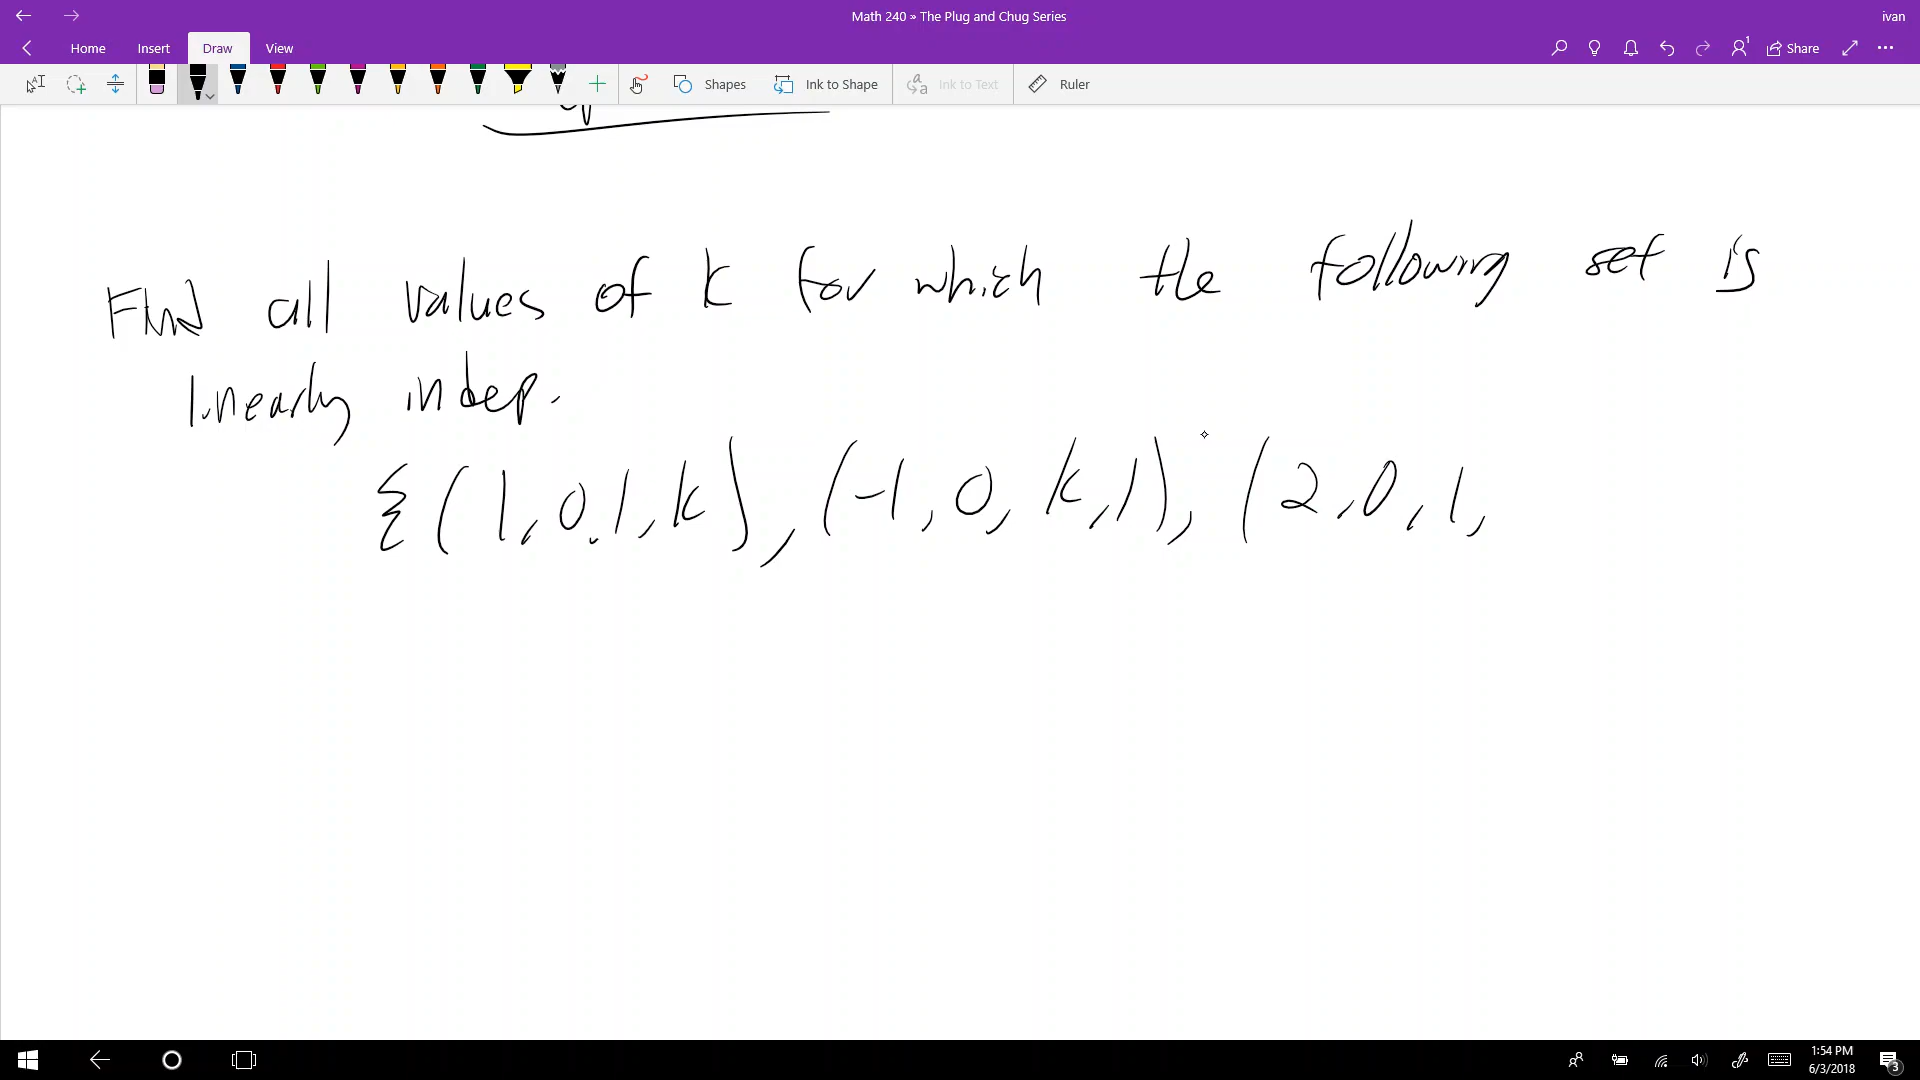 Math 240 » The Plug and Chug Series
ivan
Home Insert Draw View
Share
Shapes Ink to Shape Ink to Text Ruler
Find all values of k for which the following set is
linearly indep.
{(1,0,1,k), (-1,0,k,1), (2,0,1,
1:54 PM
6/3/2018